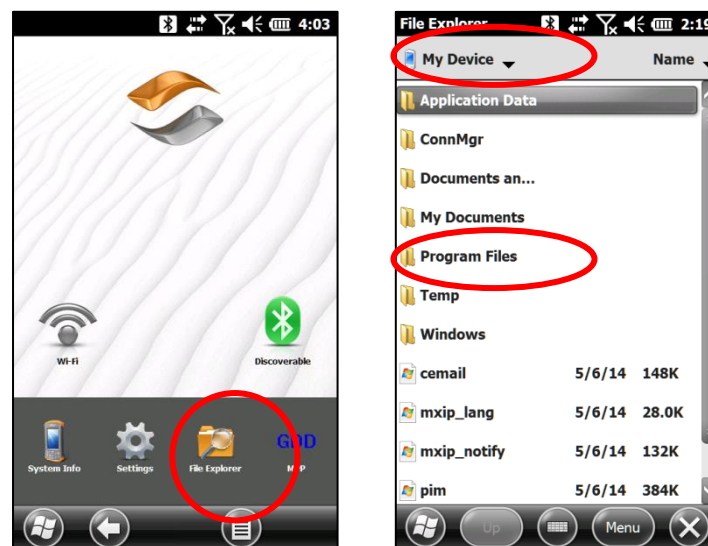 4:03
Wi-Fi
Discoverable
GDD
System Info
Settings
File Explorer
File Explorer
2:19
My Device
Name
Application Data
ConnMgr
Documents an...
My Documents
Program Files
Temp
Windows
cemail 5/6/14 148K
mxip_lang 5/6/14 28.0K
mxip_notify 5/6/14 132K
pim 5/6/14 384K
Up
Menu